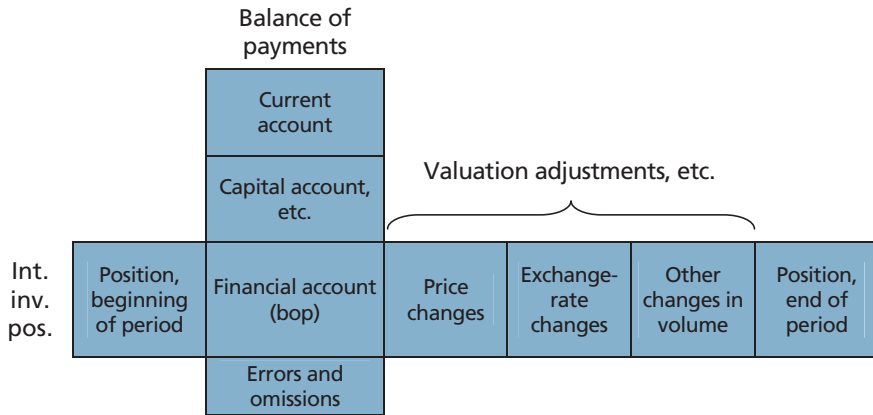 Balance of
payments
Current
account
Capital account,
etc.
Valuation adjustments, etc.
Int.
inv.
pos.
Position,
beginning
of period
Financial account
(bop)
Price
changes
Exchange-
rate
changes
Other
changes in
volume
Position,
end of
period
Errors and
omissions